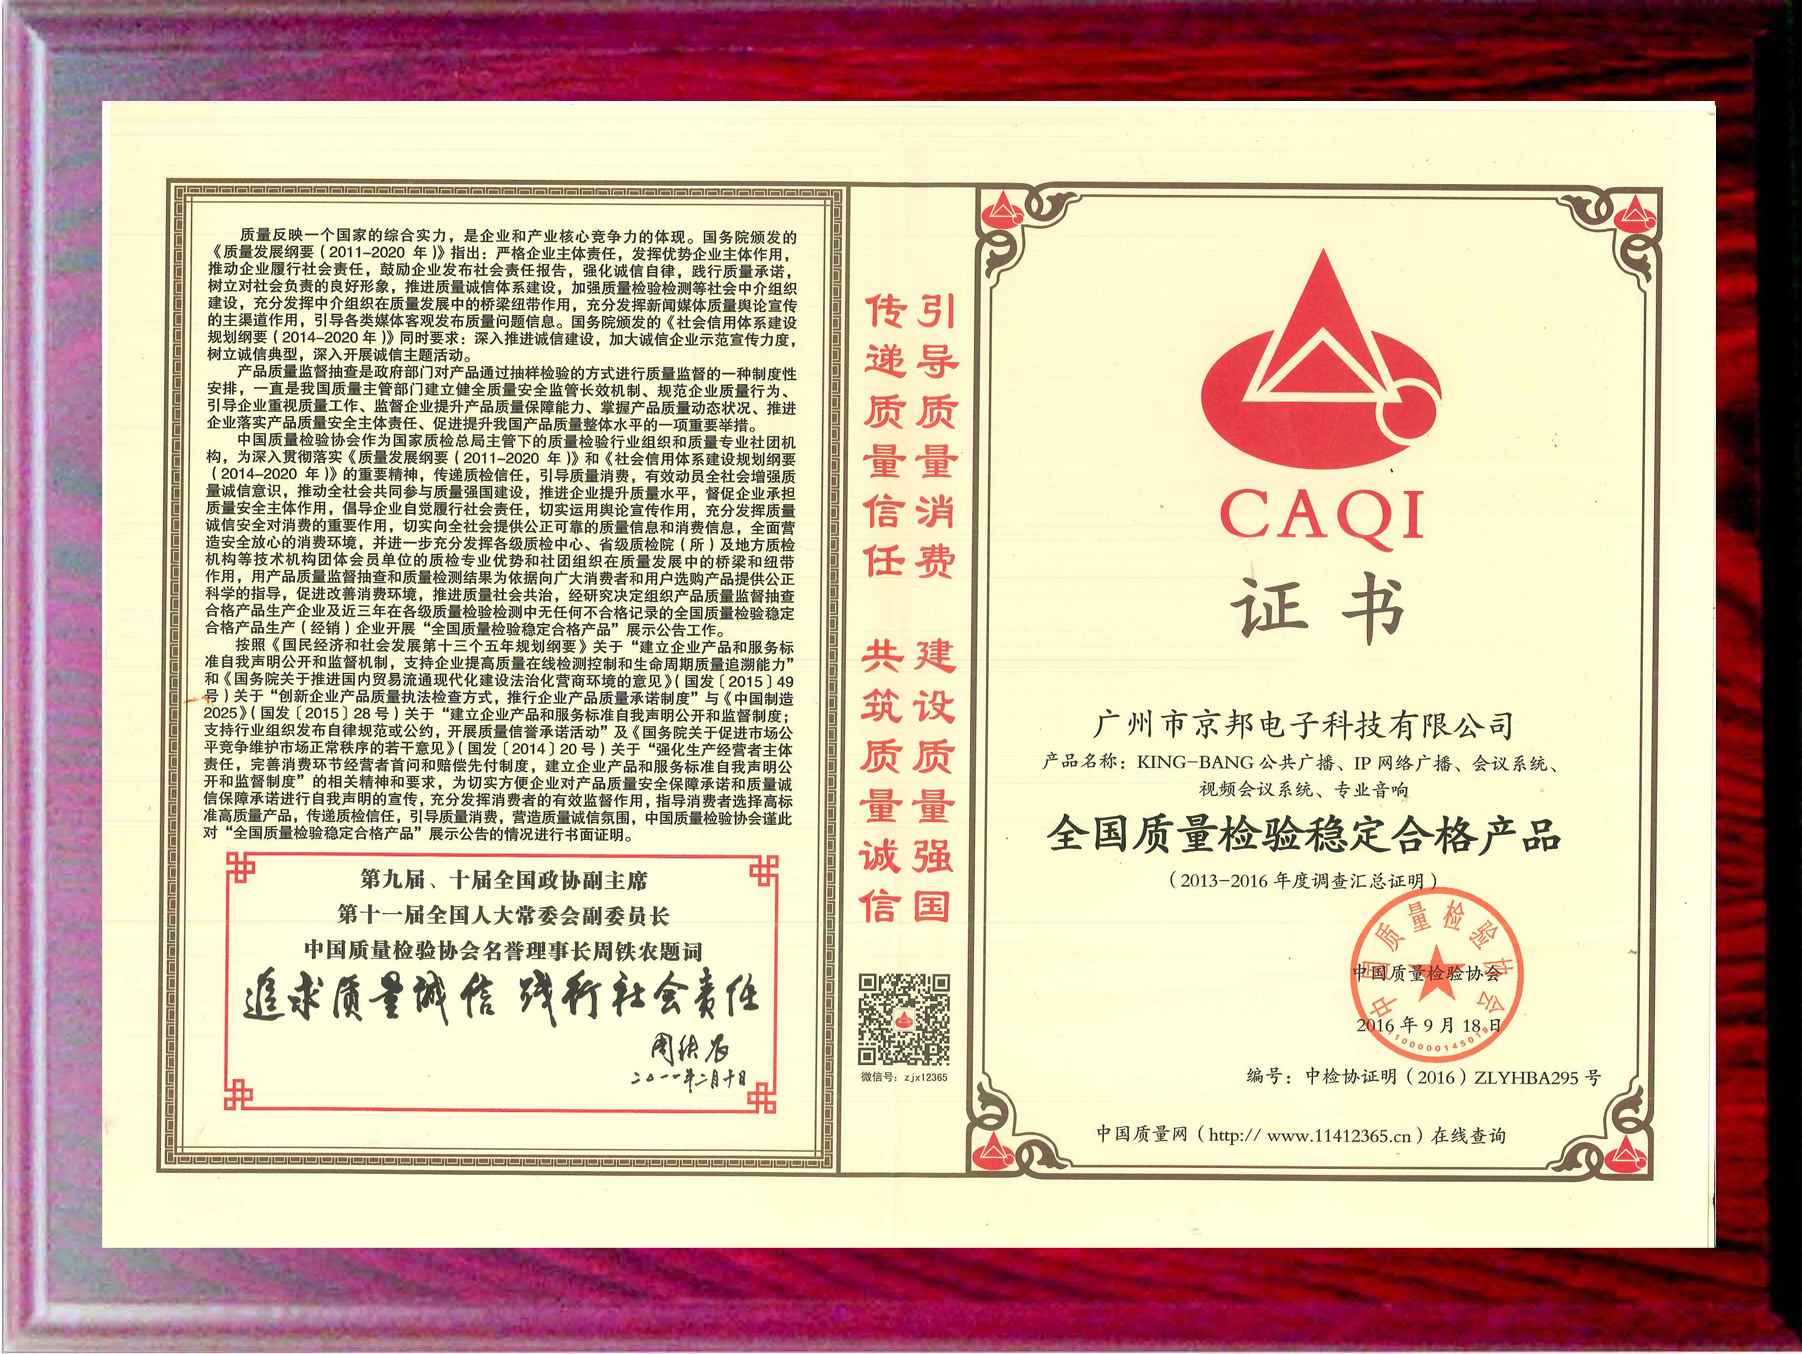 质量反映一个国家的综合实力，是企业和产业核心竞争力的体现。国务院颁发的
《质量发展纲要（2011-2020 年）》指出：严格企业主体责任，发挥优势企业主体作用，
推动企业履行社会责任，鼓励企业发布社会责任报告，强化诚信自律，践行质量承诺，
树立对社会负责的良好形象，推进质量诚信体系建设，加强质量检验检测等社会中介组织
建设，充分发挥中介组织在质量发展中的桥梁纽带作用，充分发挥新闻媒体质量舆论宣传
的主渠道作用，引导各类媒体客观发布质量问题信息。国务院颁发的《社会信用体系建设
规划纲要（2014-2020年）》同时要求：深入推进诚信建设，加大诚信企业示范宣传力度，
树立诚信典型，深入开展诚信主题活动。
产品质量监督抽查是政府部门对产品通过抽样检验的方式进行质量监督的一种制度性
安排，一直是我国质量主管部门建立健全质量安全监管长效机制、规范企业质量行为、
引导企业重视质量工作、监督企业提升产品质量保障能力、掌握产品质量动态状况、推进
企业落实产品质量安全主体责任、促进提升我国产品质量整体水平的一项重要举措。
中国质量检验协会作为国家质检总局主管下的质量检验行业组织和质量专业社团机
构，为深入贯彻落实《质量发展纲要（2011-2020 年）》和《社会信用体系建设规划纲要
（2014-2020 年）》的重要精神，传递质检信任，引导质量消费，有效动员全社会增强质
量诚信意识，推动全社会共同参与质量强国建设，推进企业提升质量水平，督促企业承担
质量安全主体作用，倡导企业自觉履行社会责任，切实运用舆论宣传作用，充分发挥质量
诚信安全对消费的重要作用，切实向全社会提供公正可靠的质量信息和消费信息，全面营
造安全放心的消费环境，并进一步充分发挥各级质检中心、省级质检院（所）及地方质检
机构等技术机构团体会员单位的质检专业优势和社团组织在质量发展中的桥梁和纽带
作用，用产品质量监督抽查和质量检测结果为依据向广大消费者和用户选购产品提供公正
科学的指导，促进改善消费环境，推进质量社会共治，经研究决定组织产品质量监督抽查
合格产品生产企业及近三年在各级质量检验检测中无任何不合格记录的全国质量检验稳定
合格产品生产（经销）企业开展“全国质量检验稳定合格产品”展示公告工作。
按照《国民经济和社会发展第十三个五年规划纲要》关于“建立企业产品和服务标
准自我声明公开和监督机制，支持企业提高质量在线检测控制和生命周期质量追溯能力”
和《国务院关于推进国内贸易流通现代化建设法治化营商环境的意见》（国发〔2015〕49
号）关于“创新企业产品质量执法检查方式，推行企业产品质量承诺制度”与《中国制造
2025》（国发〔2015〕28 号）关于“建立企业产品和服务标准自我声明公开和监督制度；
支持行业组织发布自律规范或公约，开展质量信誉承诺活动”及《国务院关于促进市场公
平竞争维护市场正常秩序的若干意见》（国发〔2014〕20 号）关于“强化生产经营者主体
责任，完善消费环节经营者首问和赔偿先付制度，建立企业产品和服务标准自我声明公
开和监督制度”的相关精神和要求，为切实方便企业对产品质量安全保障承诺和质量诚
信保障承诺进行自我声明的宣传，充分发挥消费者的有效监督作用，指导消费者选择高标
准高质量产品，传递质检信任，引导质量消费，营造质量诚信氛围，中国质量检验协会谨此
对“全国质量检验稳定合格产品”展示公告的情况进行书面证明。
第九届、十届全国政协副主席
第十一届全国人大常委会副委员长
中国质量检验协会名誉理事长周铁农题词
追求质量诚信 践行社会责任
周铁农
二〇一一年二月十日
引导质量消费 建设质量强国
传递质量信任 共筑质量诚信
微信号：zjx12365
CAQI
证书
广州市京邦电子科技有限公司
产品名称：KING-BANG 公共广播、IP 网络广播、会议系统、
视频会议系统、专业音响
全国质量检验稳定合格产品
（2013-2016 年度调查汇总证明）
中国质量检验协会
中国质量检验协会
2016 年 9 月 18 日
1100000145019
编号：中检协证明（2016）ZLYHBA295 号
中国质量网（http:// www.11412365.cn）在线查询